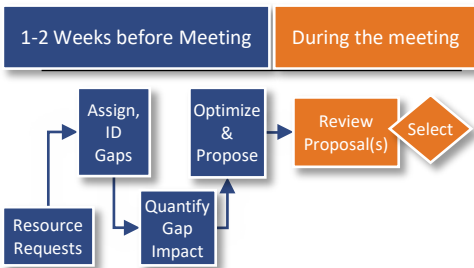 1-2 Weeks before Meeting
During the meeting
Assign,
ID
Gaps
Optimize
&
Propose
Review
Proposal(s)
Select
Resource
Requests
Quantify
Gap
Impact